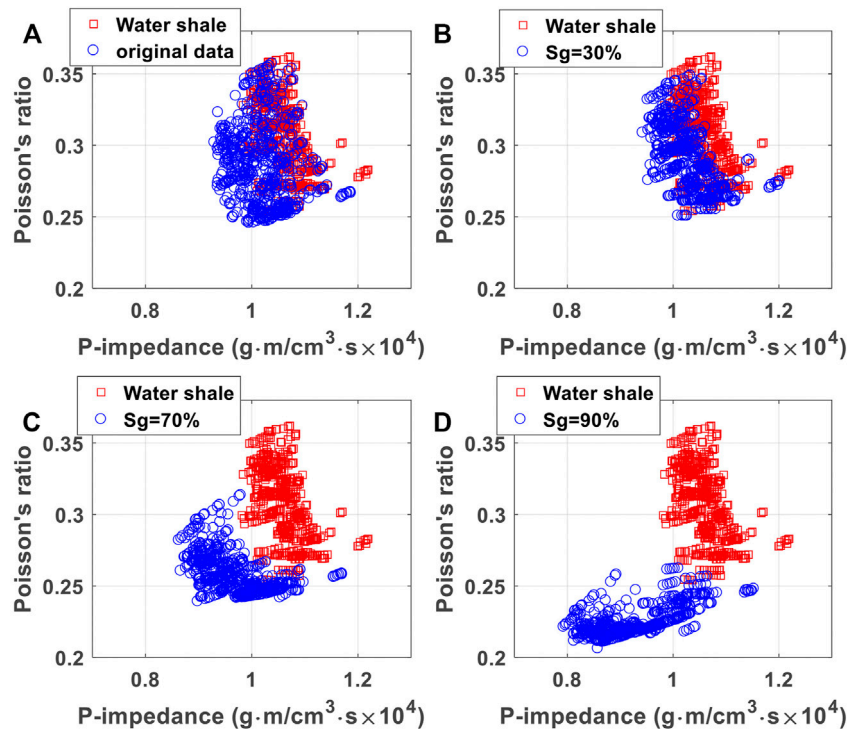 A
Water shale
original data
0.35
0.3
0.25
0.2
Poisson's ratio
0.8
1
1.2
P-impedance (g·m/cm³·s×10⁴)
B
Water shale
Sg=30%
0.35
0.3
0.25
0.2
Poisson's ratio
0.8
1
1.2
P-impedance (g·m/cm³·s×10⁴)
C
Water shale
Sg=70%
0.35
0.3
0.25
0.2
Poisson's ratio
0.8
1
1.2
P-impedance (g·m/cm³·s×10⁴)
D
Water shale
Sg=90%
0.35
0.3
0.25
0.2
Poisson's ratio
0.8
1
1.2
P-impedance (g·m/cm³·s×10⁴)